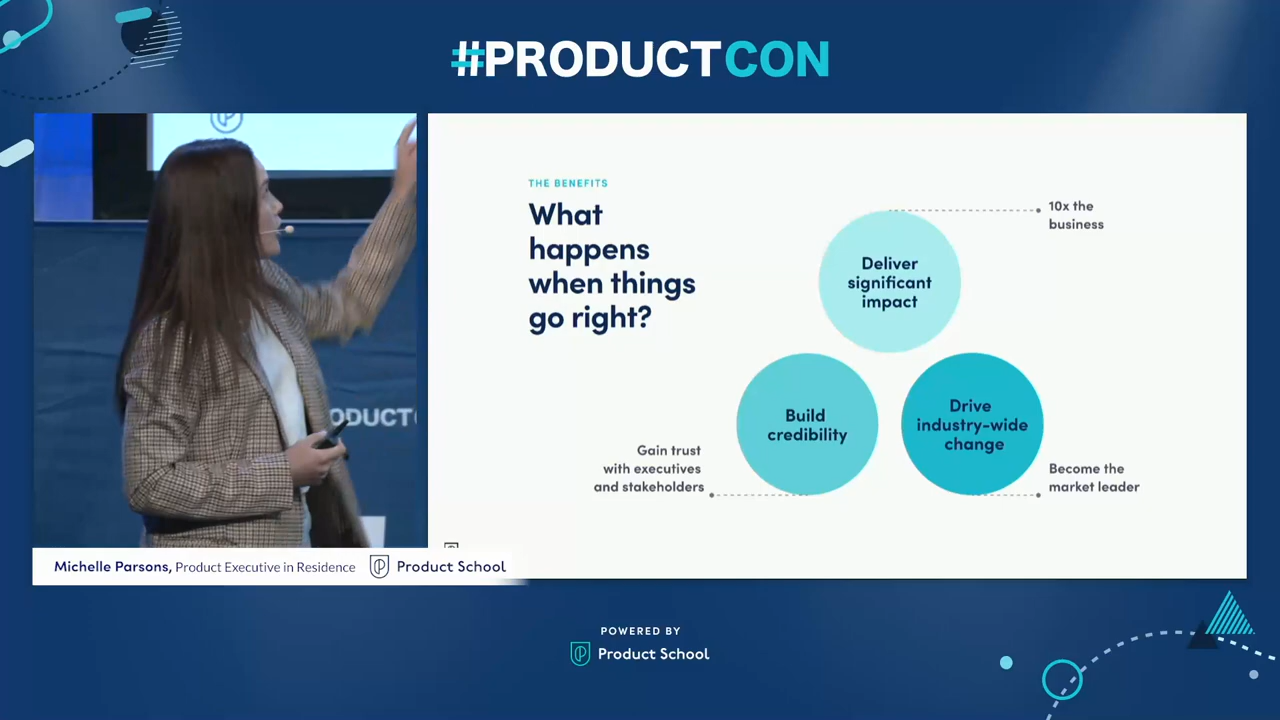 #PRODUCTCON
THE BENEFITS
What
happens
when things
go right?
10x the
business
Deliver
significant
impact
Build
credibility
Drive
industry-wide
change
Gain trust
with executives
and stakeholders
Become the
market leader
ODUCT
Michelle Parsons, Product Executive in Residence
Product School
POWERED BY
Product School